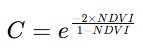 C = e^{\frac{-2 \times NDVI}{1-NDVI}}